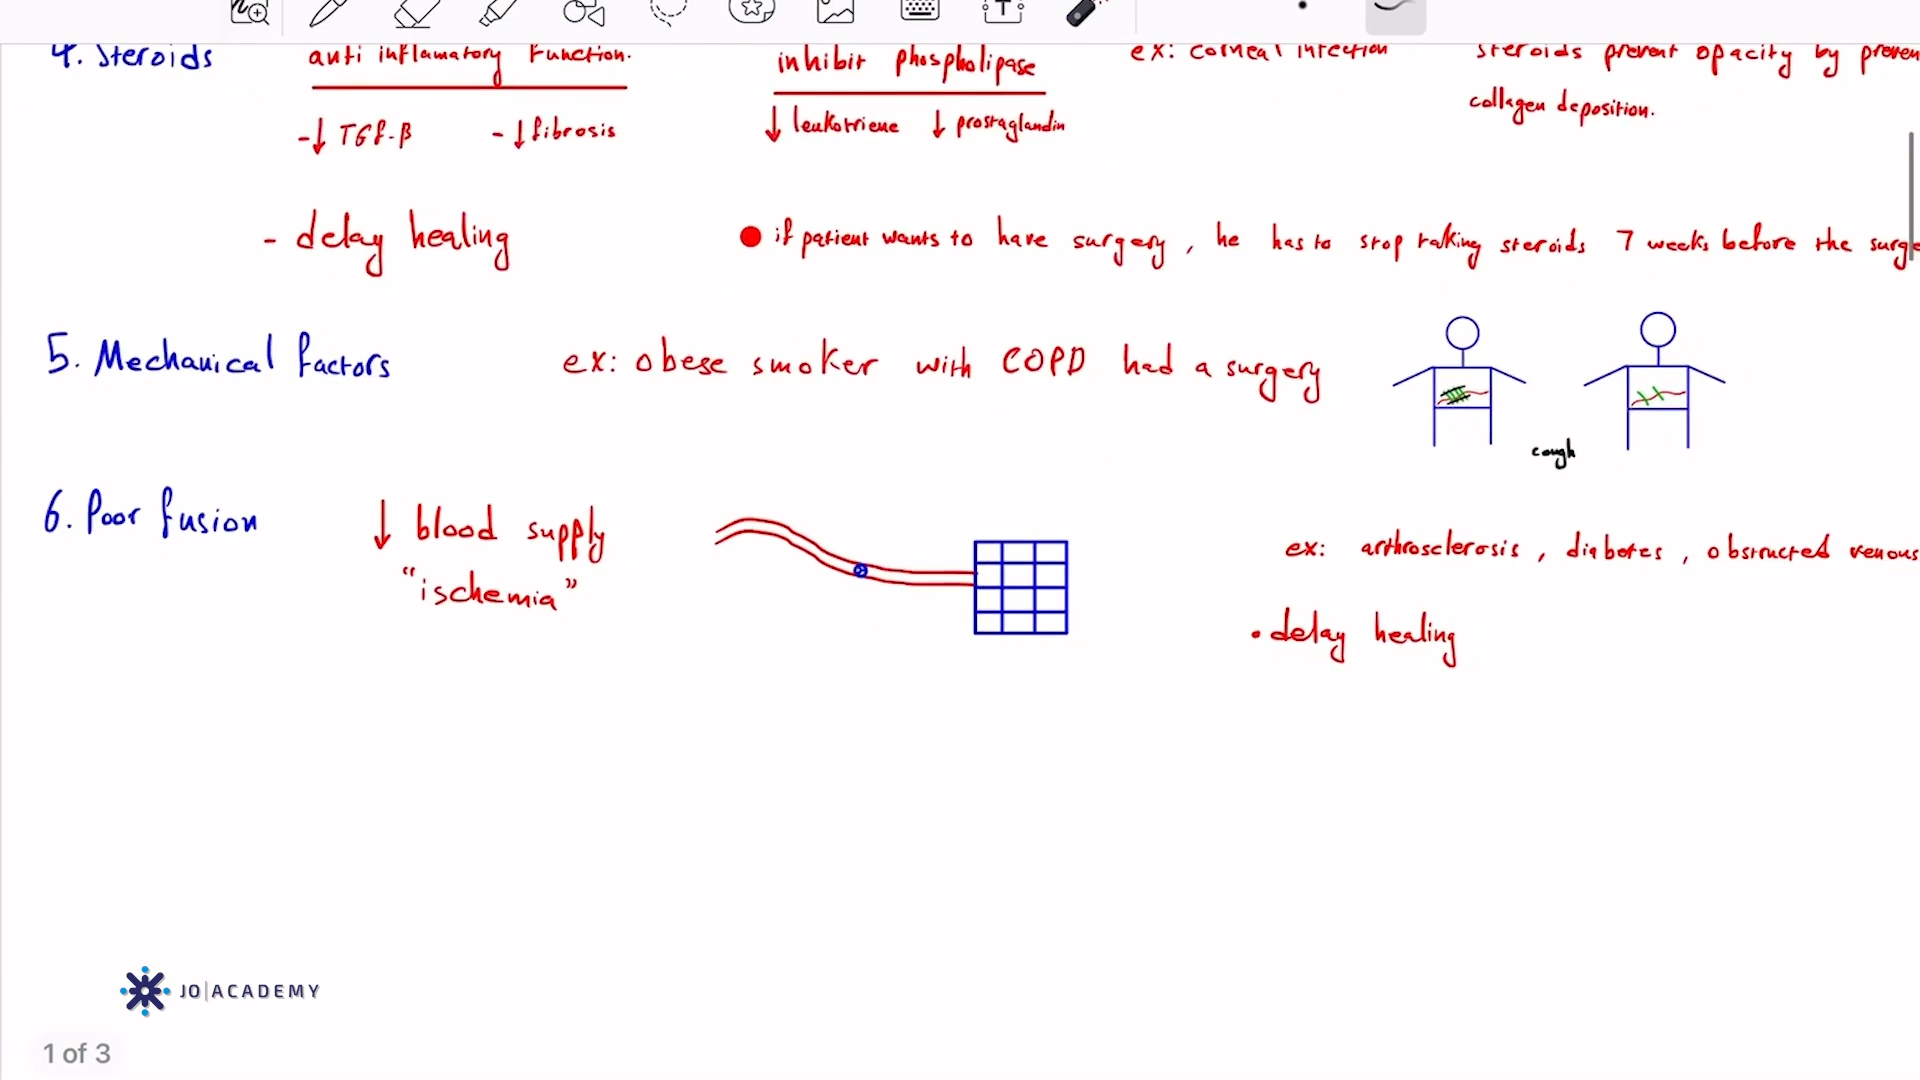 4. Steroids anti inflamatory function. inhibit phospholipase ex: corneal infection steroids prevent opacity by preven
collagen deposition.
-↓ TGF-β -↓fibrosis ↓ leukotriene ↓ prostaglandin
- delay healing • if patient wants to have surgery, he has to stop taking steroids 7 weeks before the surge
5. Mechanical factors ex: obese smoker with COPD had a surgery
cough
6. Poor fusion ↓ blood supply ex: arthrosclerosis, diabetes, obstructed venous
"ischemia"
• delay healing
JO|ACADEMY
1 of 3